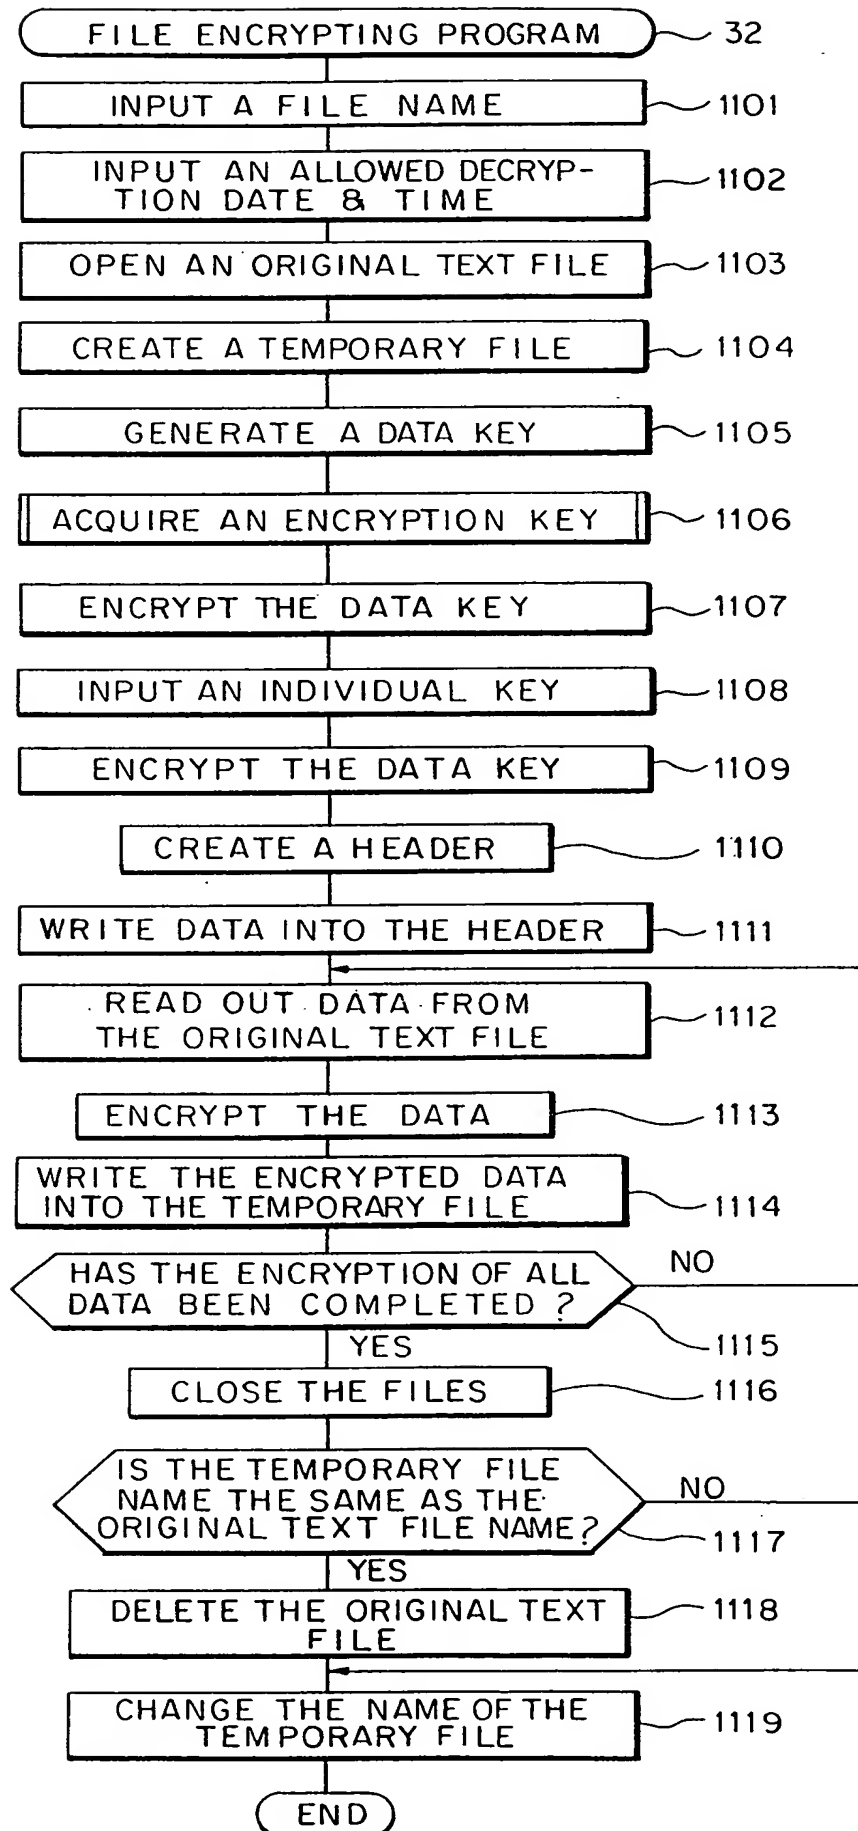 FILE ENCRYPTING PROGRAM 32
INPUT A FILE NAME 1101
INPUT AN ALLOWED DECRYP-
TION DATE & TIME 1102
OPEN AN ORIGINAL TEXT FILE 1103
CREATE A TEMPORARY FILE 1104
GENERATE A DATA KEY 1105
ACQUIRE AN ENCRYPTION KEY 1106
ENCRYPT THE DATA KEY 1107
INPUT AN INDIVIDUAL KEY 1108
ENCRYPT THE DATA KEY 1109
CREATE A HEADER 1110
WRITE DATA INTO THE HEADER 1111
READ OUT DATA FROM
THE ORIGINAL TEXT FILE 1112
ENCRYPT THE DATA 1113
WRITE THE ENCRYPTED DATA
INTO THE TEMPORARY FILE 1114
HAS THE ENCRYPTION OF ALL NO
DATA BEEN COMPLETED ?
YES 1115
CLOSE THE FILES 1116
IS THE TEMPORARY FILE
NAME THE SAME AS THE NO
ORIGINAL TEXT FILE NAME? 1117
YES
DELETE THE ORIGINAL TEXT 1118
FILE
CHANGE THE NAME OF THE
TEMPORARY FILE 1119
END